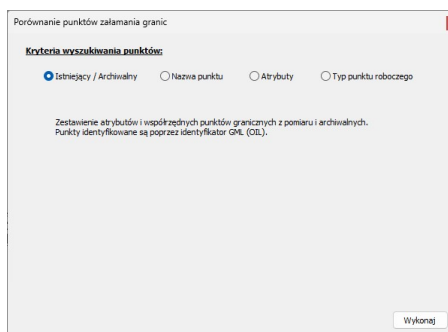 Porównanie punktów załamania granic
Kryteria wyszukiwania punktów:
Istniejący / Archiwalny Nazwa punktu Atrybuty Typ punktu roboczego
Zestawienie atrybutów i współrzędnych punktów granicznych z pomiaru i archiwalnych.
Punkty identyfikowane są poprzez identyfikator GML (OIL).
Wykonaj